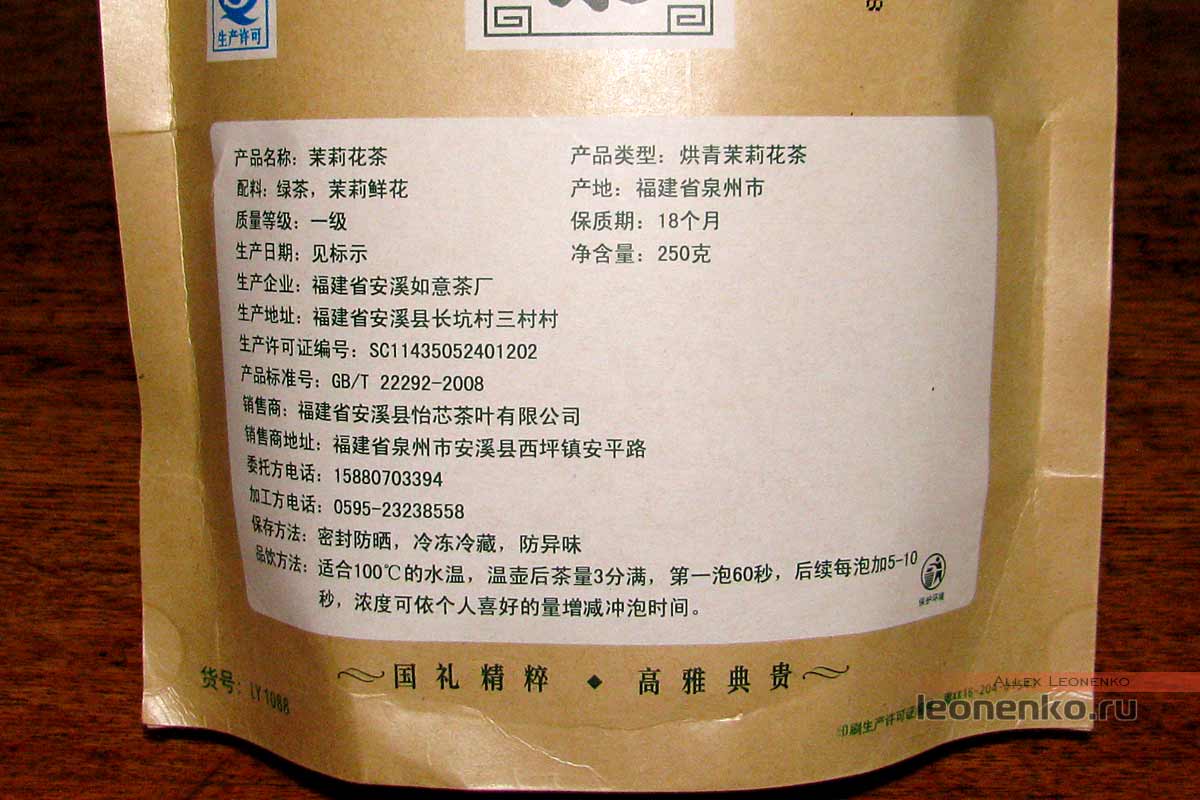 生产许可
产品名称：茉莉花茶 产品类型：烘青茉莉花茶
配料：绿茶，茉莉鲜花 产地：福建省泉州市
质量等级：一级 保质期：18个月
生产日期：见标示 净含量：250克
生产企业：福建省安溪如意茶厂
生产地址：福建省安溪县长坑村三村村
生产许可证编号：SC11435052401202
产品标准号：GB/T 22292-2008
销售商：福建省安溪县怡芯茶叶有限公司
销售商地址：福建省泉州市安溪县西坪镇安平路
委托方电话：15880703394
加工方电话：0595-23238558
保存方法：密封防晒，冷冻冷藏，防异味
品饮方法：适合100℃的水温，温壶后茶量3分满，第一泡60秒，后续每泡加5-10
秒，浓度可依个人喜好的量增减冲泡时间。
保护环境
国礼精粹◆高雅典贵
货号：LY1088
印刷生产许可证
Allex Leonenko
leonenko.ru